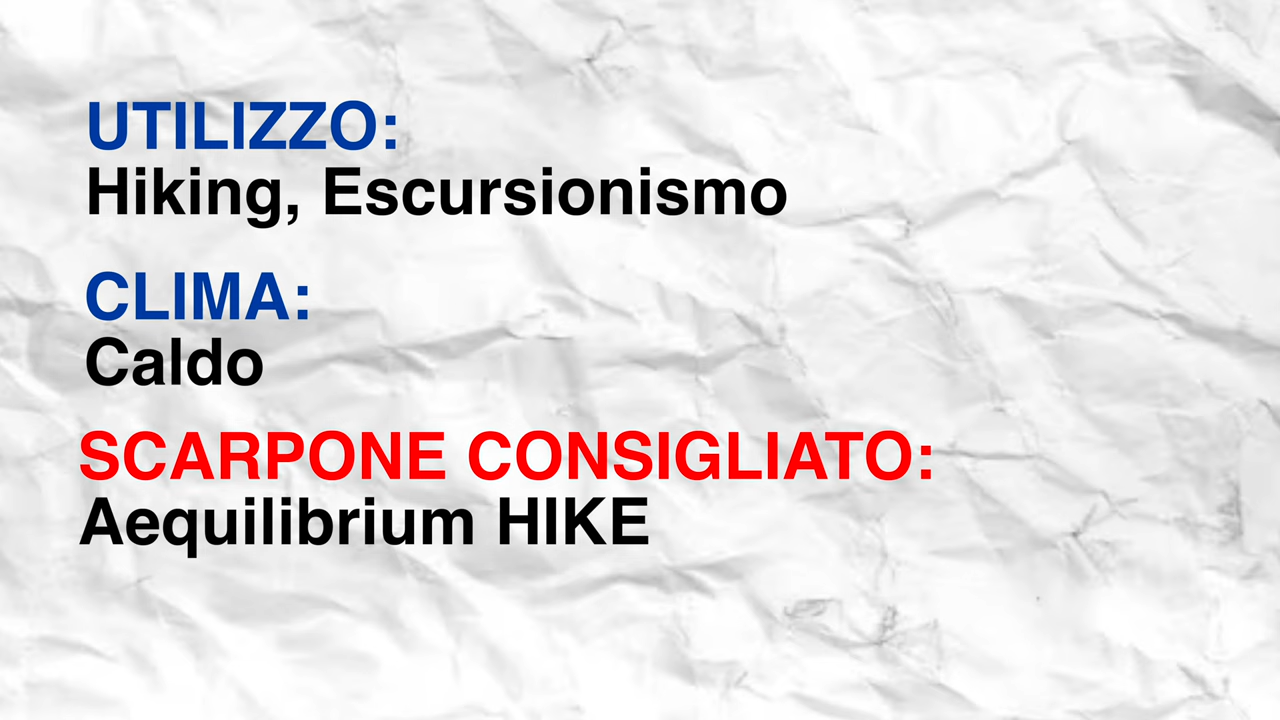 UTILIZZO:
Hiking, Escursionismo
CLIMA:
Caldo
SCARPONE CONSIGLIATO:
Aequilibrium HIKE